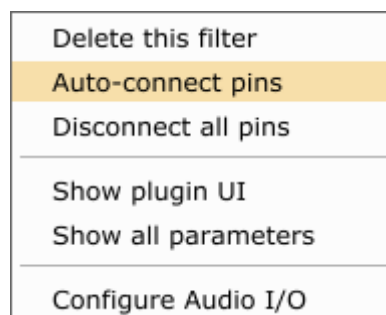 Delete this filter
Auto-connect pins
Disconnect all pins
Show plugin UI
Show all parameters
Configure Audio I/O